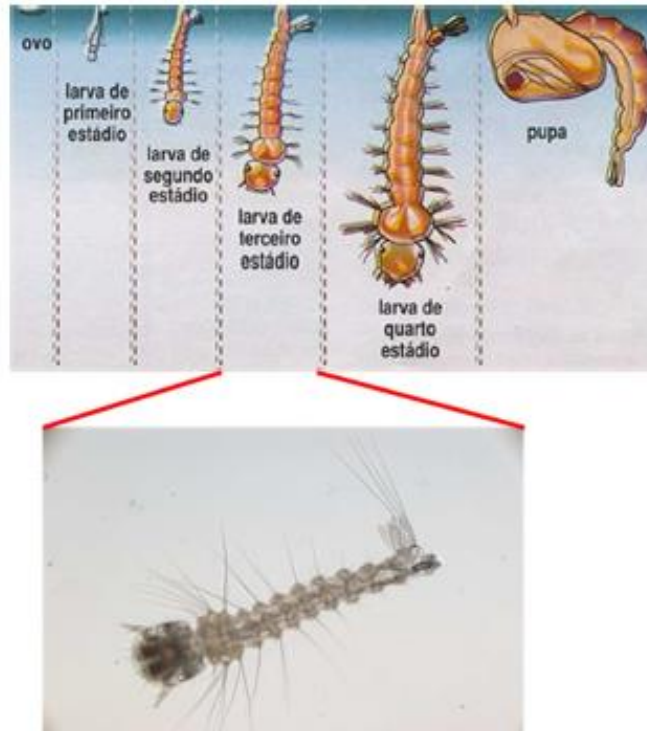 ovo
larva de
primeiro
estádio
larva de
segundo
estádio
larva de
terceiro
estádio
larva de
quarto
estádio
pupa